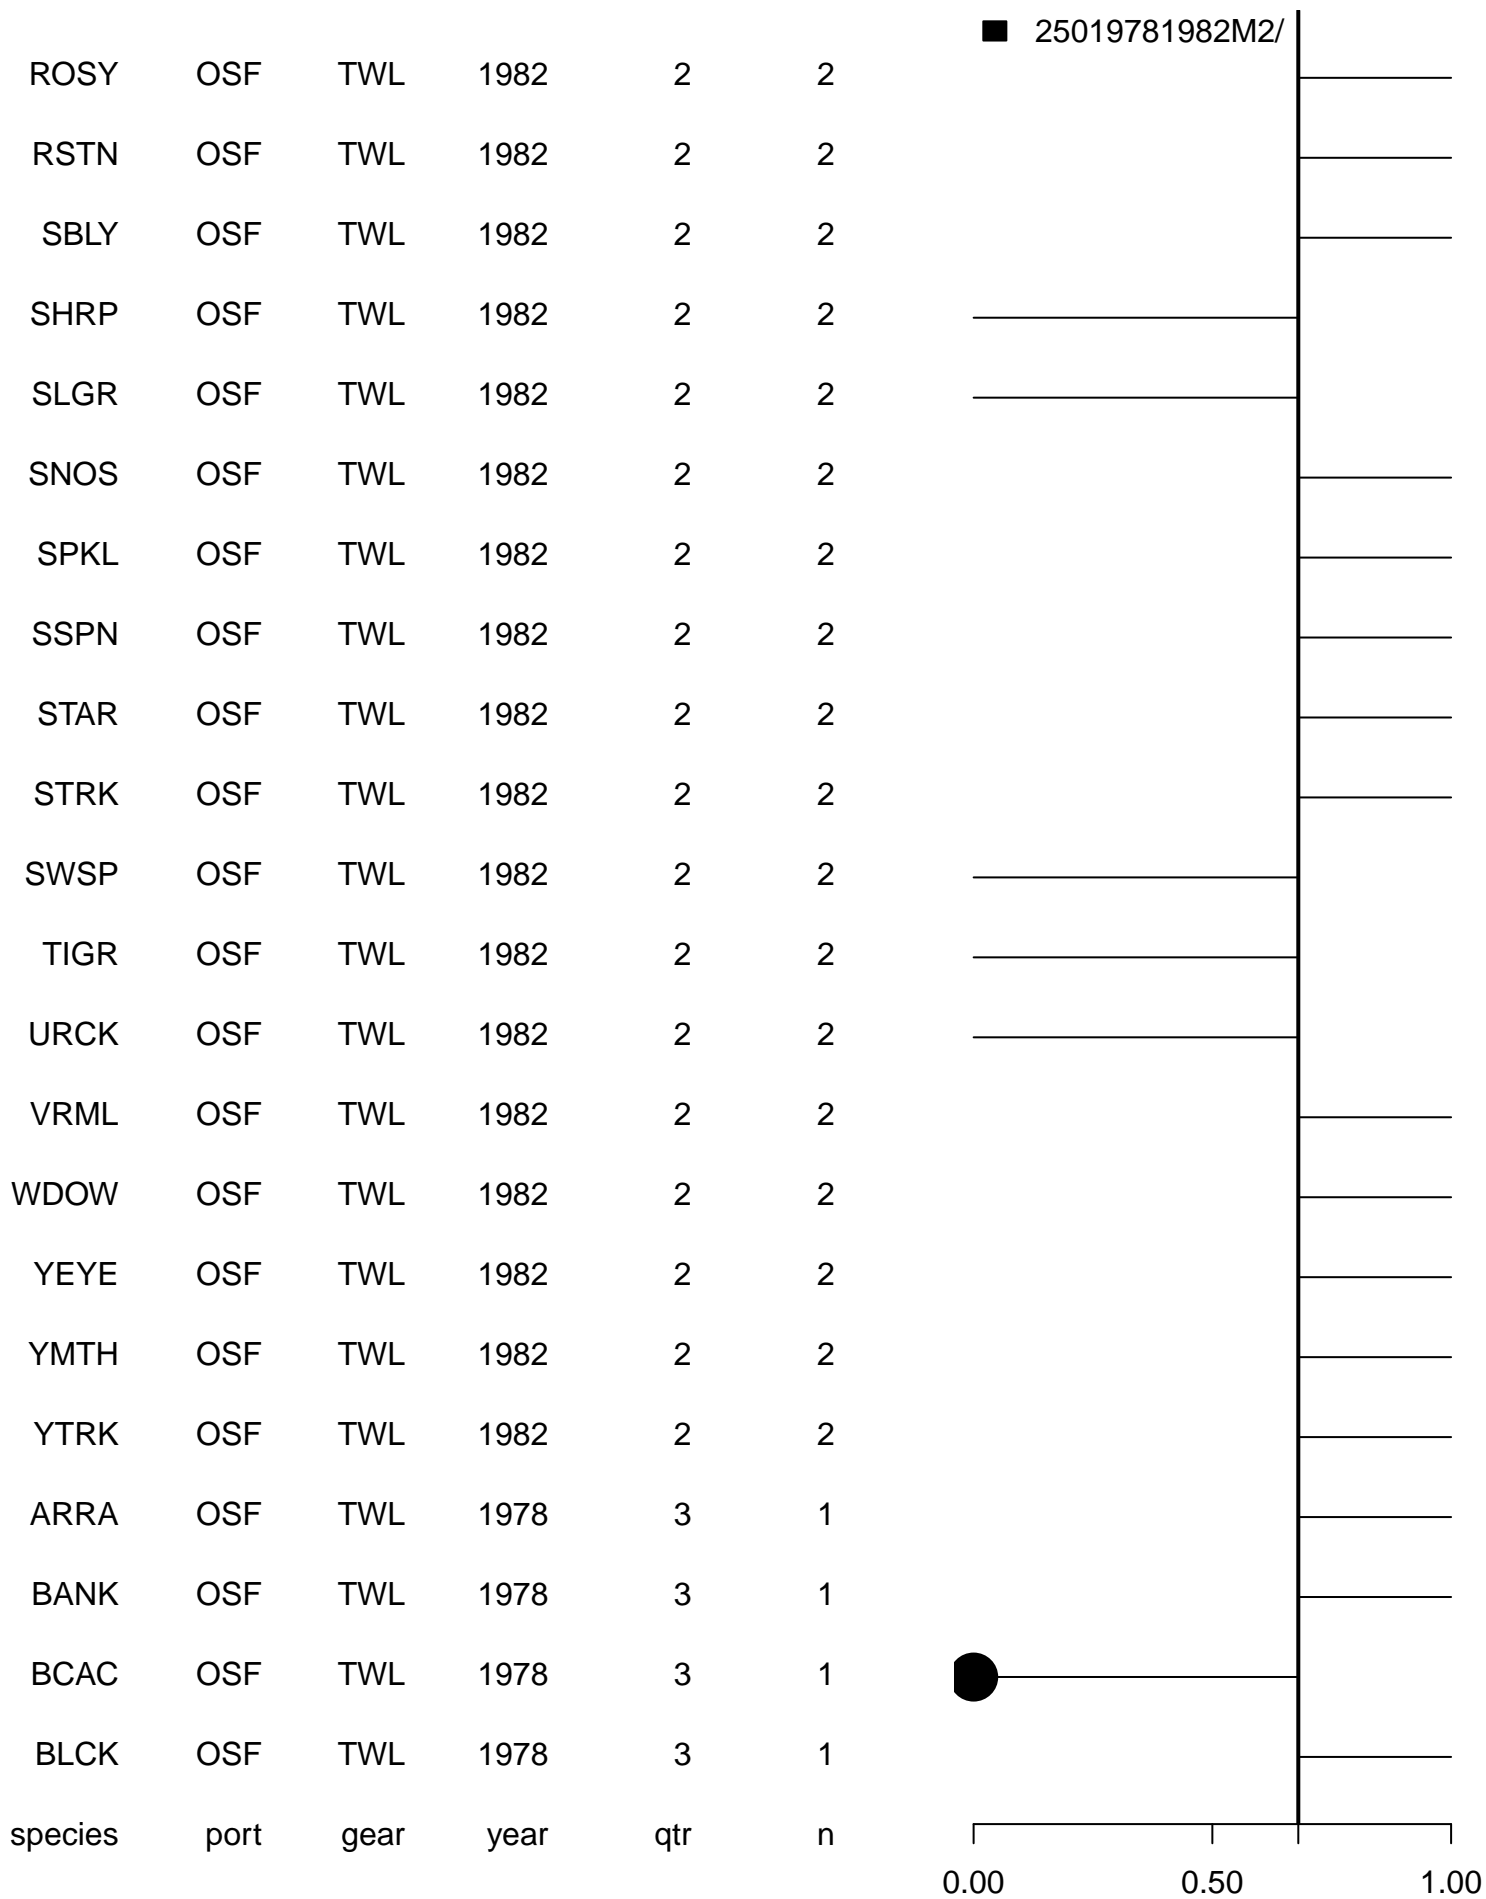 25019781982M2/
ROSY OSF TWL 1982 2 2
RSTN OSF TWL 1982 2 2
SBLY OSF TWL 1982 2 2
SHRP OSF TWL 1982 2 2
SLGR OSF TWL 1982 2 2
SNOS OSF TWL 1982 2 2
SPKL OSF TWL 1982 2 2
SSPN OSF TWL 1982 2 2
STAR OSF TWL 1982 2 2
STRK OSF TWL 1982 2 2
SWSP OSF TWL 1982 2 2
TIGR OSF TWL 1982 2 2
URCK OSF TWL 1982 2 2
VRML OSF TWL 1982 2 2
WDOW OSF TWL 1982 2 2
YEYE OSF TWL 1982 2 2
YMTH OSF TWL 1982 2 2
YTRK OSF TWL 1982 2 2
ARRA OSF TWL 1978 3 1
BANK OSF TWL 1978 3 1
BCAC OSF TWL 1978 3 1
BLCK OSF TWL 1978 3 1
species port gear year qtr n
0.00 0.50 1.00